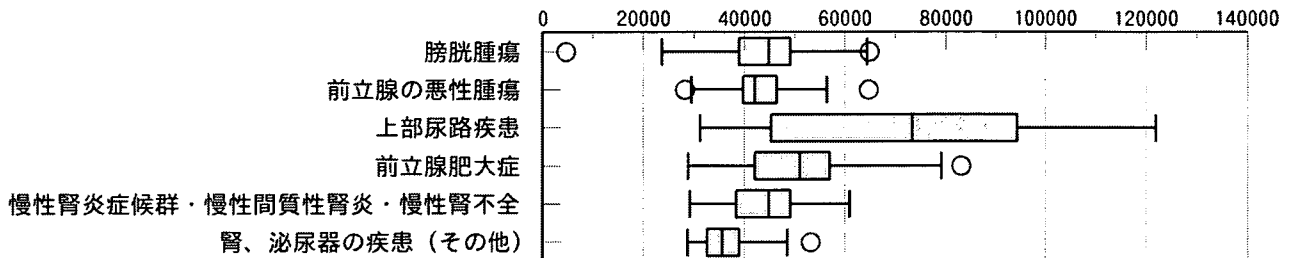 0 20000 40000 60000 80000 100000 120000 140000
膀胱腫瘍
前立腺の悪性腫瘍
上部尿路疾患
前立腺肥大症
慢性腎炎症候群・慢性間質性腎炎・慢性腎不全
腎、泌尿器の疾患（その他）